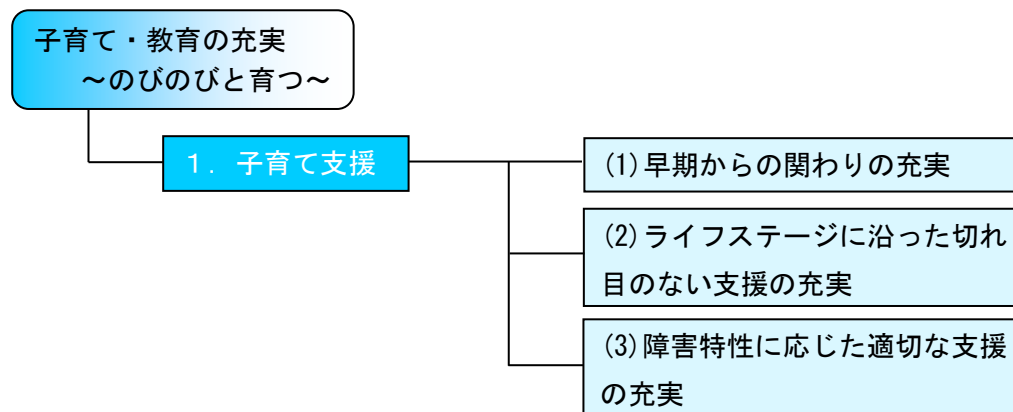 子育て・教育の充実
～のびのびと育つ～
１．子育て支援
(1)早期からの関わりの充実
(2)ライフステージに沿った切れ
目のない支援の充実
(3)障害特性に応じた適切な支援
の充実